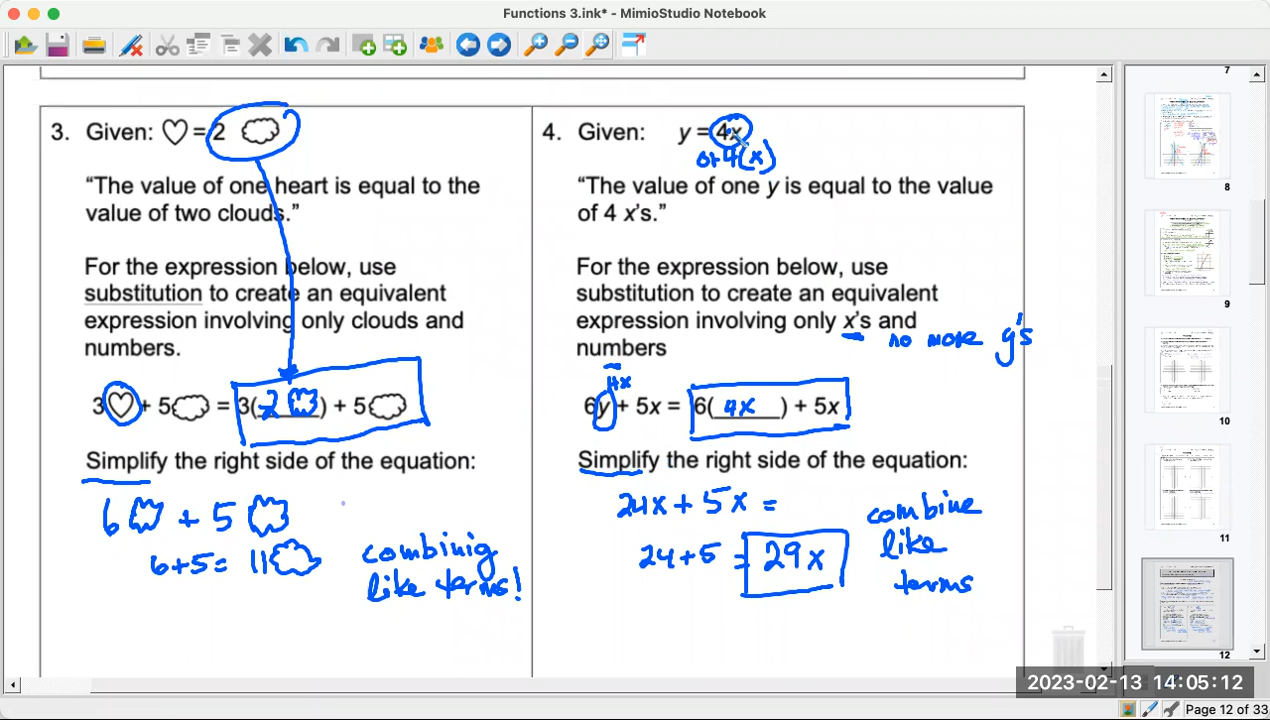 Functions 3.ink* - MimioStudio Notebook
3. Given: ♡ = 2
“The value of one heart is equal to the
value of two clouds.”
For the expression below, use
substitution to create an equivalent
expression involving only clouds and
numbers.
3♡ + 5 = 3(2) + 5
Simplify the right side of the equation:
6 + 5
6+5= 11
combinig
like terms!
4. Given: y = 4x
or 4(x)
“The value of one y is equal to the value
of 4 x’s.”
For the expression below, use
substitution to create an equivalent
expression involving only x’s and
no more y's
numbers
4x
6y + 5x = 6(4x) + 5x
Simplify the right side of the equation:
24x + 5x =
24+5 = 29x
combine
like
terms
7
8
9
10
11
12
2023-02-13 14:05:12
Page 12 of 33